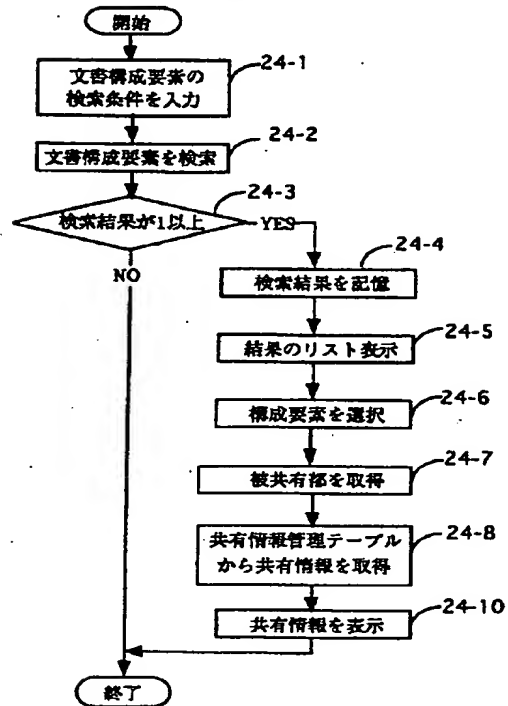 開始
24-1
文書構成要素の
検索条件を入力
24-2
文書構成要素を検索
24-3
検索結果が1以上
YES
NO
24-4
検索結果を記憶
24-5
結果のリスト表示
24-6
構成要素を選択
24-7
被共有部を取得
24-8
共有情報管理テーブル
から共有情報を取得
24-10
共有情報を表示
終了